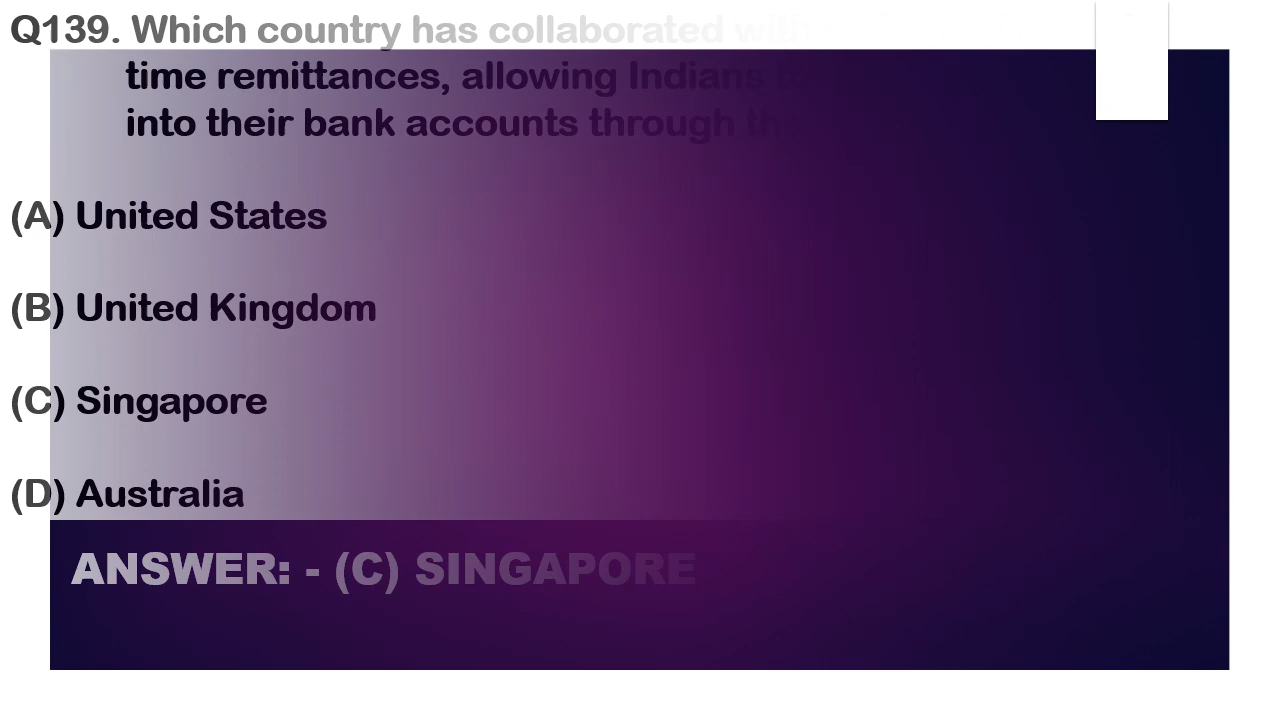 Q139. Which country has collaborated with
time remittances, allowing Indians
into their bank accounts through
(A) United States
(B) United Kingdom
(C) Singapore
(D) Australia
ANSWER: - (C) SINGAPORE